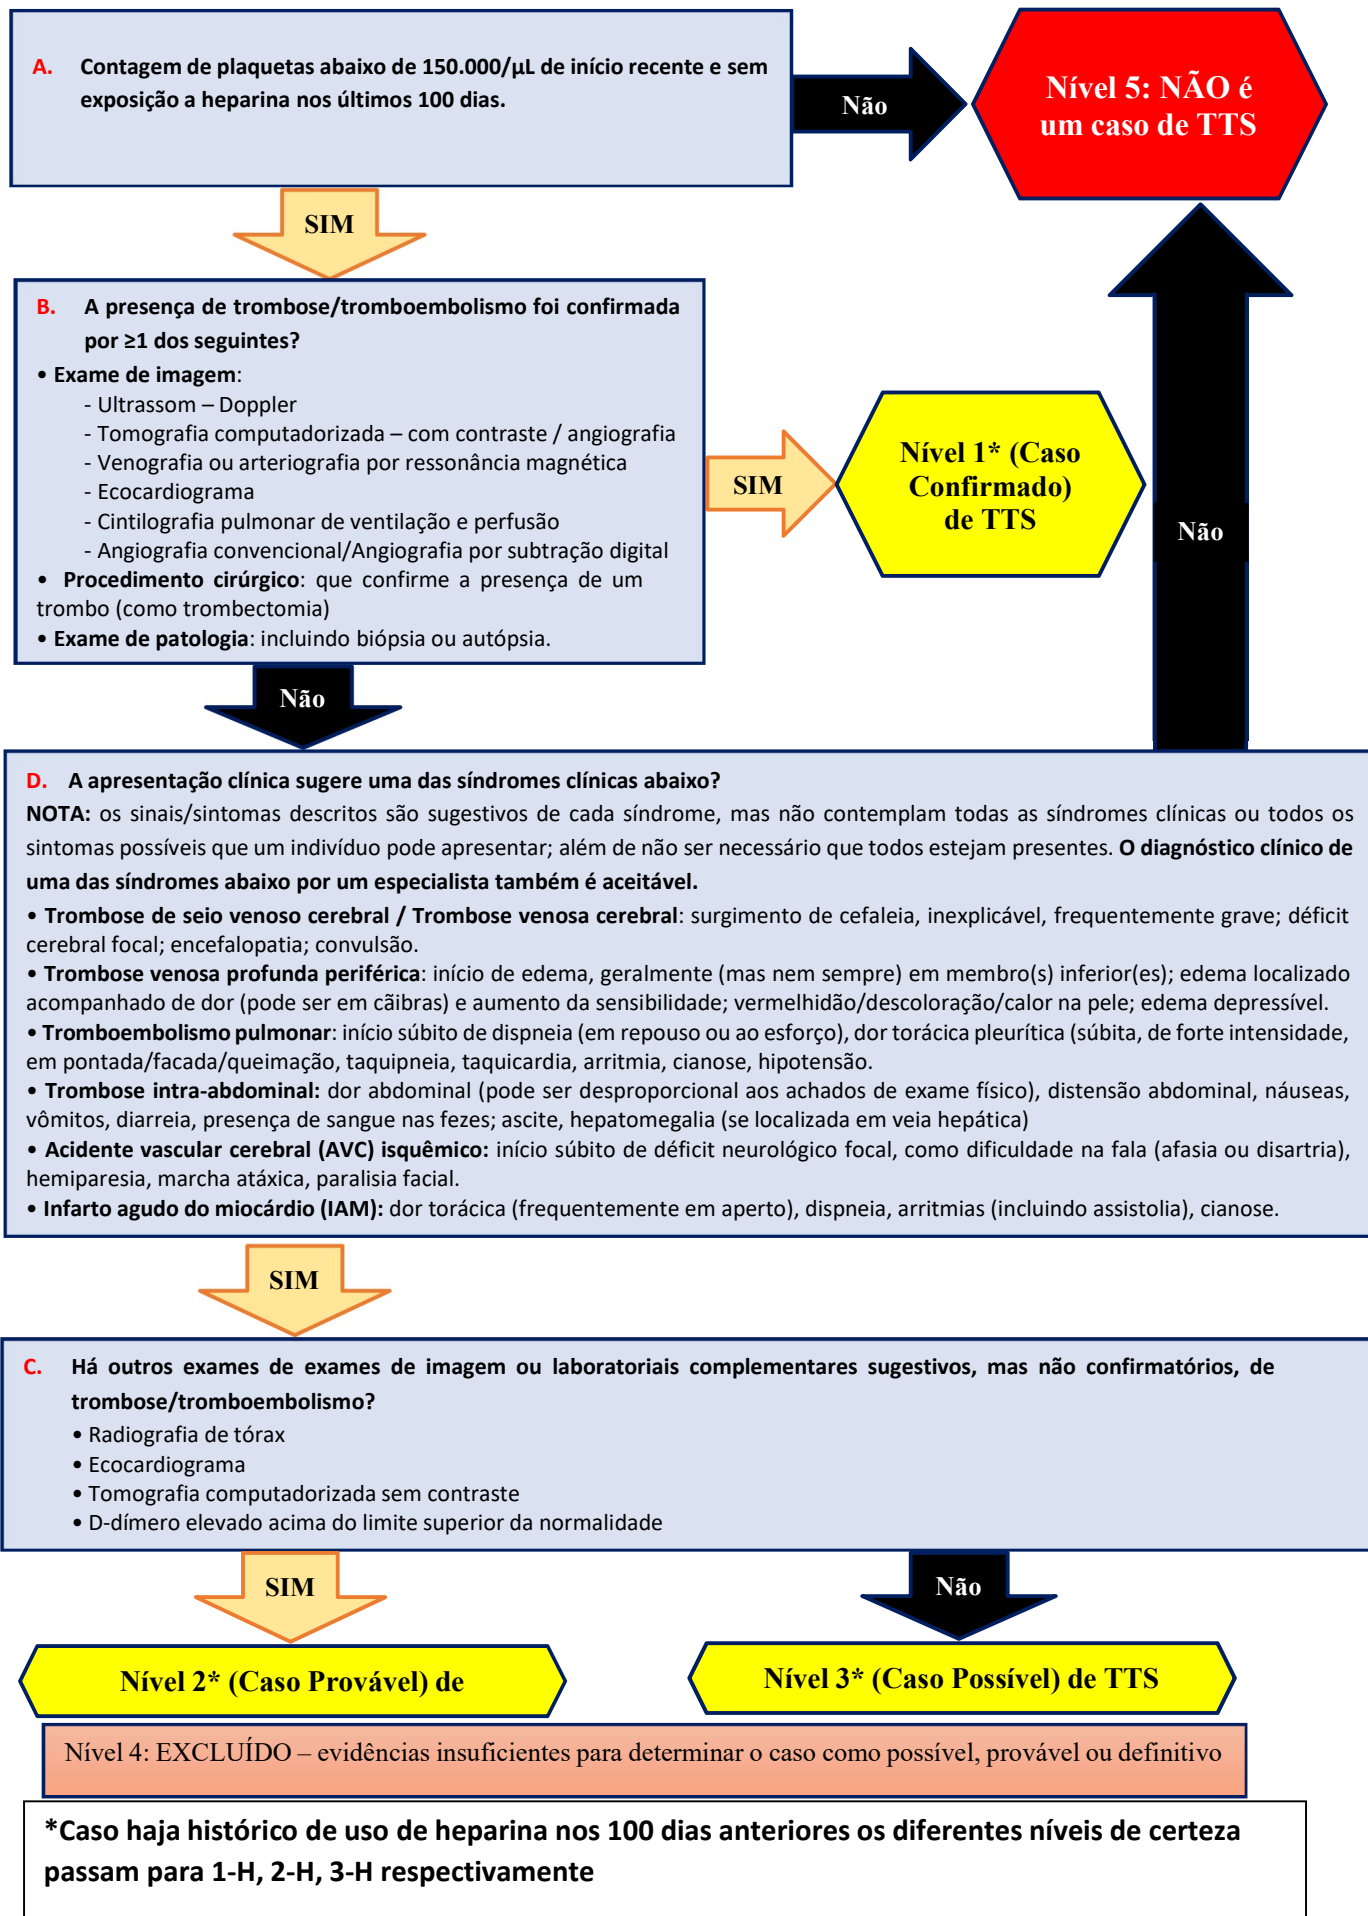 A. Contagem de plaquetas abaixo de 150.000/µL de início recente e sem
exposição a heparina nos últimos 100 dias.
Não
Nível 5: NÃO é
um caso de TTS
SIM
B. A presença de trombose/tromboembolismo foi confirmada
por ≥1 dos seguintes?
• Exame de imagem:
- Ultrassom – Doppler
- Tomografia computadorizada – com contraste / angiografia
- Venografia ou arteriografia por ressonância magnética
- Ecocardiograma
- Cintilografia pulmonar de ventilação e perfusão
- Angiografia convencional/Angiografia por subtração digital
• Procedimento cirúrgico: que confirme a presença de um
trombo (como trombectomia)
• Exame de patologia: incluindo biópsia ou autópsia.
SIM
Nível 1* (Caso
Confirmado)
de TTS
Não
Não
D. A apresentação clínica sugere uma das síndromes clínicas abaixo?
NOTA: os sinais/sintomas descritos são sugestivos de cada síndrome, mas não contemplam todas as síndromes clínicas ou todos os
sintomas possíveis que um indivíduo pode apresentar; além de não ser necessário que todos estejam presentes. O diagnóstico clínico de
uma das síndromes abaixo por um especialista também é aceitável.
• Trombose de seio venoso cerebral / Trombose venosa cerebral: surgimento de cefaleia, inexplicável, frequentemente grave; déficit
cerebral focal; encefalopatia; convulsão.
• Trombose venosa profunda periférica: início de edema, geralmente (mas nem sempre) em membro(s) inferior(es); edema localizado
acompanhado de dor (pode ser em cãibras) e aumento da sensibilidade; vermelhidão/descoloração/calor na pele; edema depressível.
• Tromboembolismo pulmonar: início súbito de dispneia (em repouso ou ao esforço), dor torácica pleurítica (súbita, de forte intensidade,
em pontada/facada/queimação, taquipneia, taquicardia, arritmia, cianose, hipotensão.
• Trombose intra-abdominal: dor abdominal (pode ser desproporcional aos achados de exame físico), distensão abdominal, náuseas,
vômitos, diarreia, presença de sangue nas fezes; ascite, hepatomegalia (se localizada em veia hepática)
• Acidente vascular cerebral (AVC) isquêmico: início súbito de déficit neurológico focal, como dificuldade na fala (afasia ou disartria),
hemiparesia, marcha atáxica, paralisia facial.
• Infarto agudo do miocárdio (IAM): dor torácica (frequentemente em aperto), dispneia, arritmias (incluindo assistolia), cianose.
SIM
C. Há outros exames de exames de imagem ou laboratoriais complementares sugestivos, mas não confirmatórios, de
trombose/tromboembolismo?
• Radiografia de tórax
• Ecocardiograma
• Tomografia computadorizada sem contraste
• D-dímero elevado acima do limite superior da normalidade
SIM
Não
Nível 2* (Caso Provável) de
Nível 3* (Caso Possível) de TTS
Nível 4: EXCLUÍDO – evidências insuficientes para determinar o caso como possível, provável ou definitivo
*Caso haja histórico de uso de heparina nos 100 dias anteriores os diferentes níveis de certeza
passam para 1-H, 2-H, 3-H respectivamente